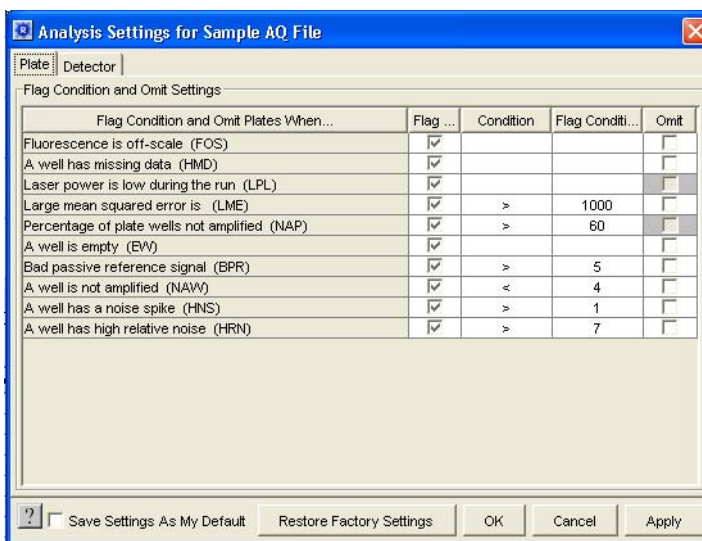 Analysis Settings for Sample AQ File
Plate Detector
Flag Condition and Omit Settings
Flag Condition and Omit Plates When... Flag ... Condition Flag Conditi... Omit
Fluorescence is off-scale (FOS)
A well has missing data (HMD)
Laser power is low during the run (LPL)
Large mean squared error is (LME) > 1000
Percentage of plate wells not amplified (NAP) > 60
A well is empty (EW)
Bad passive reference signal (BPR) > 5
A well is not amplified (NAW) < 4
A well has a noise spike (HNS) > 1
A well has high relative noise (HRN) > 7
? Save Settings As My Default Restore Factory Settings OK Cancel Apply